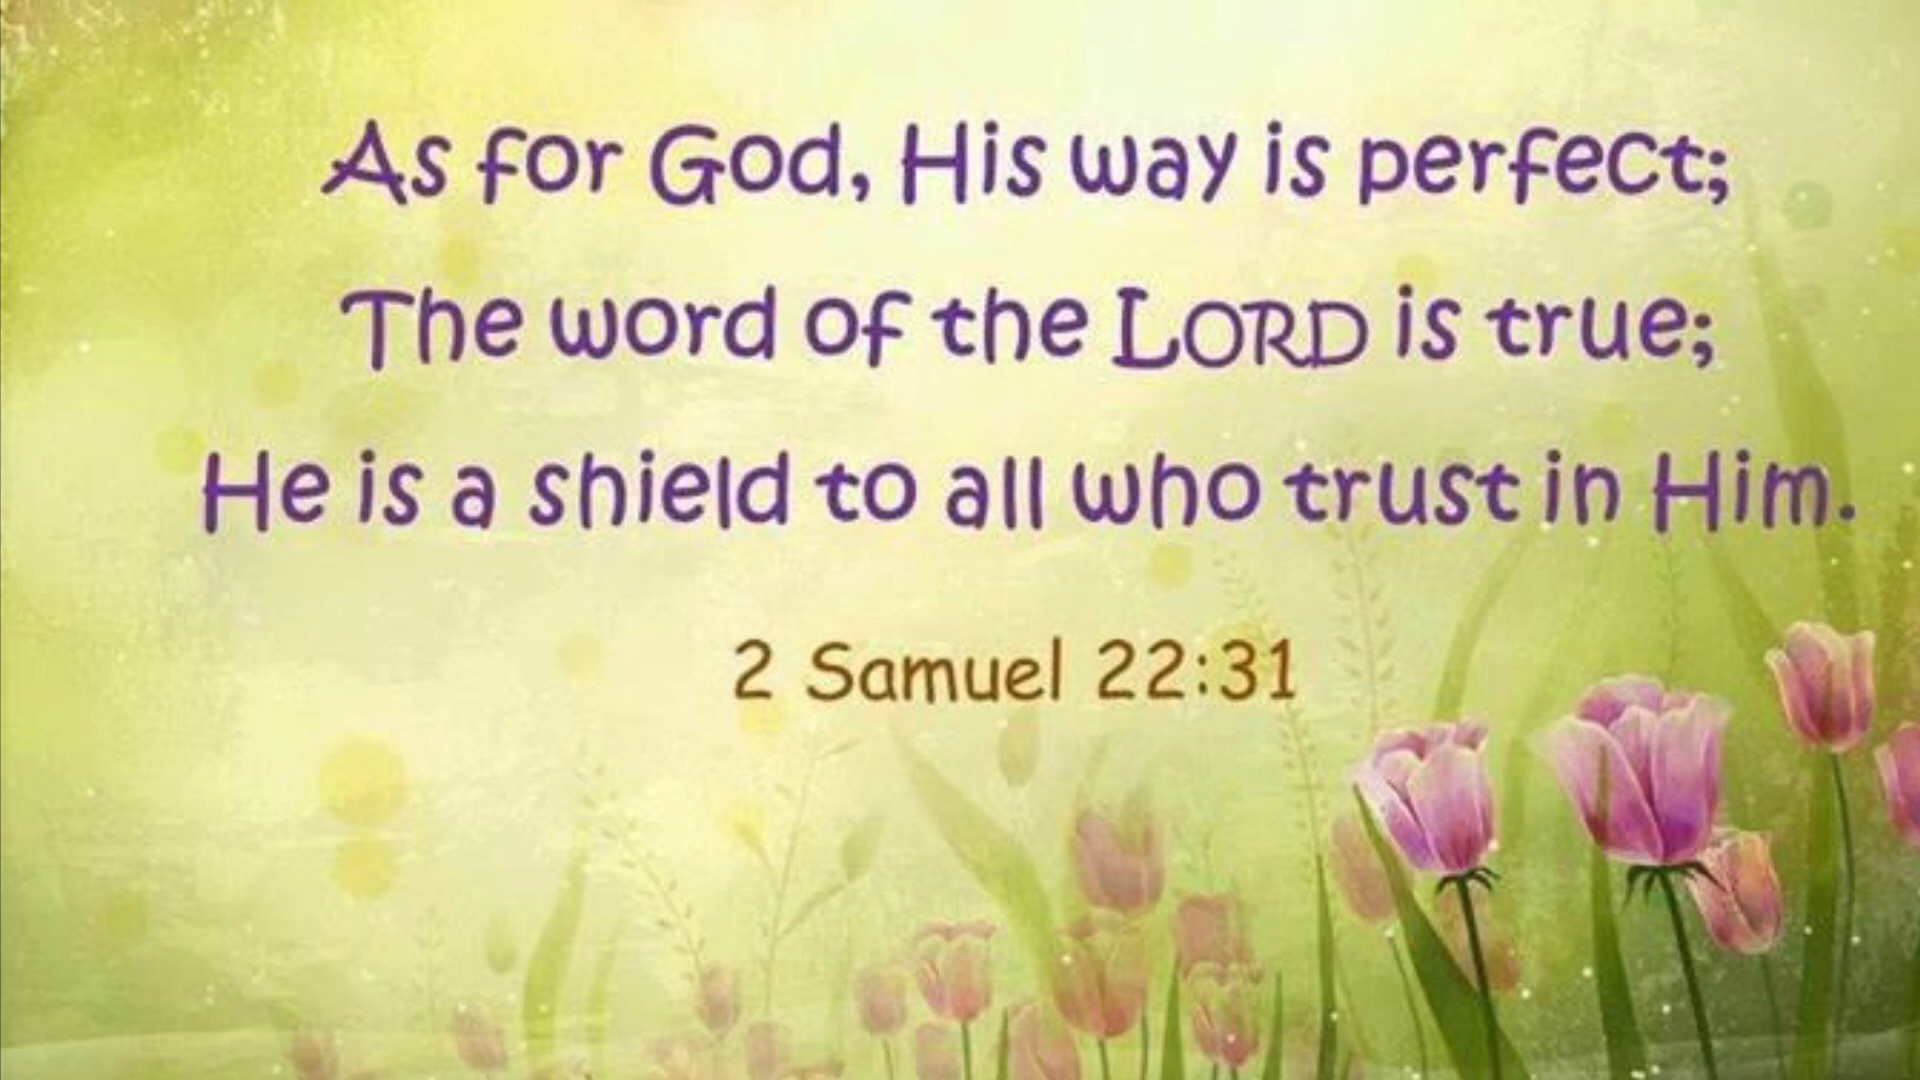 As for God, His way is perfect;
The word of the LORD is true;
He is a shield to all who trust in Him.
2 Samuel 22:31